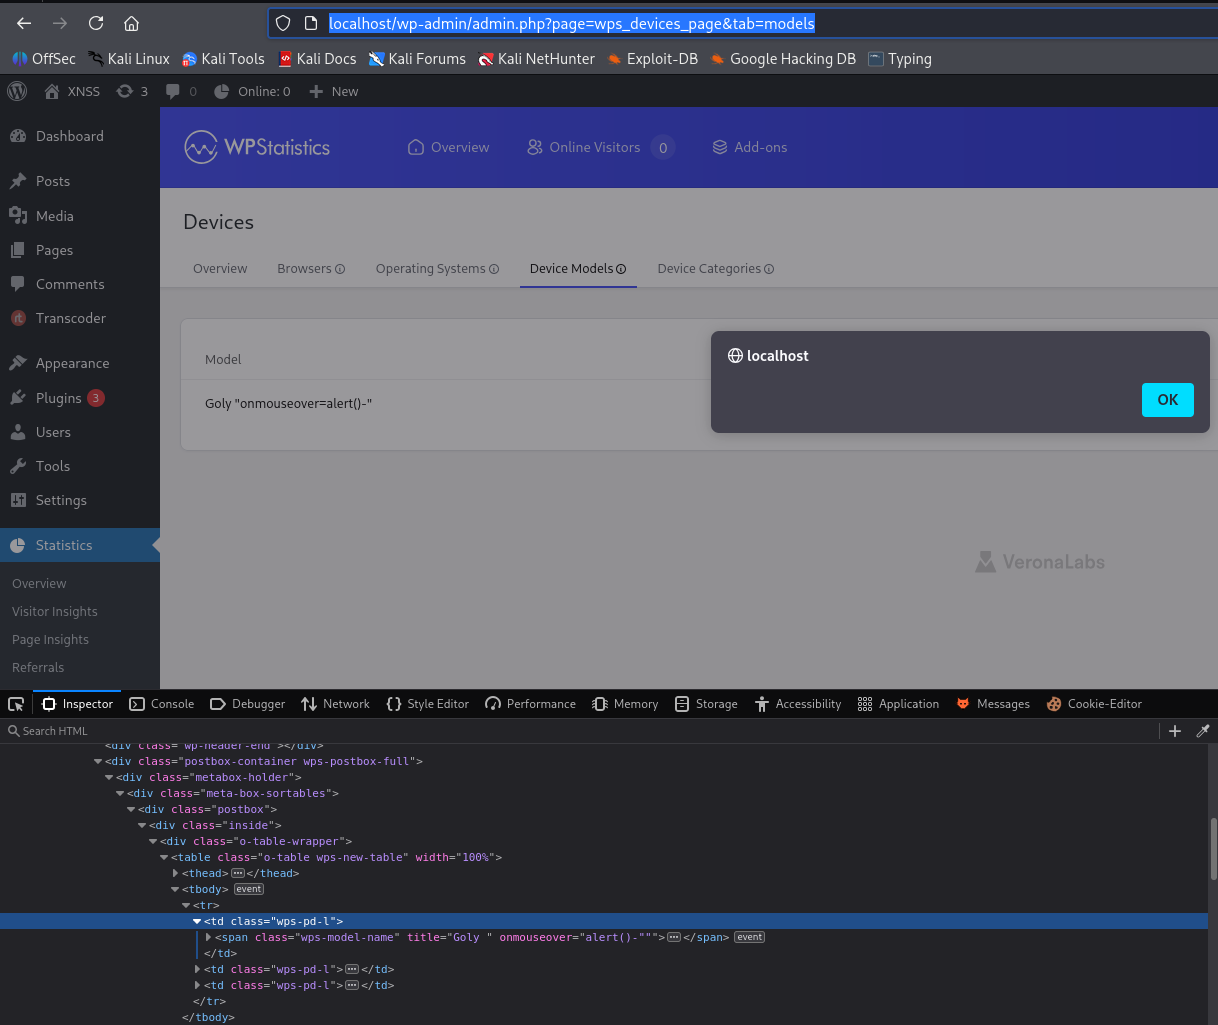 localhost/wp-admin/admin.php?page=wps_devices_page&tab=models
OffSec Kali Linux Kali Tools Kali Docs Kali Forums Kali NetHunter Exploit-DB Google Hacking DB Typing
XNSS 3 0 Online: 0 New
Dashboard
Posts
Media
Pages
Comments
rt Transcoder
Appearance
Plugins 3
Users
Tools
Settings
Statistics
Overview
Visitor Insights
Page Insights
Referrals
WPStatistics Overview Online Visitors 0 Add-ons
Devices
Overview Browsers Operating Systems Device Models Device Categories
Model
Goly "onmouseover=alert()-"
localhost
OK
VeronaLabs
Inspector Console Debugger Network Style Editor Performance Memory Storage Accessibility Application Messages Cookie-Editor
Search HTML
<div class="wp-header-end"></div>
<div class="postbox-container wps-postbox-full">
<div class="metabox-holder">
<div class="meta-box-sortables">
<div class="postbox">
<div class="inside">
<div class="o-table-wrapper">
<table class="o-table wps-new-table" width="100%">
<thead>…</thead>
<tbody> event
<tr>
<td class="wps-pd-l">
<span class="wps-model-name" title="Goly " onmouseover="alert()-""">…</span> event
</td>
<td class="wps-pd-l">…</td>
<td class="wps-pd-l">…</td>
</tr>
</tbody>